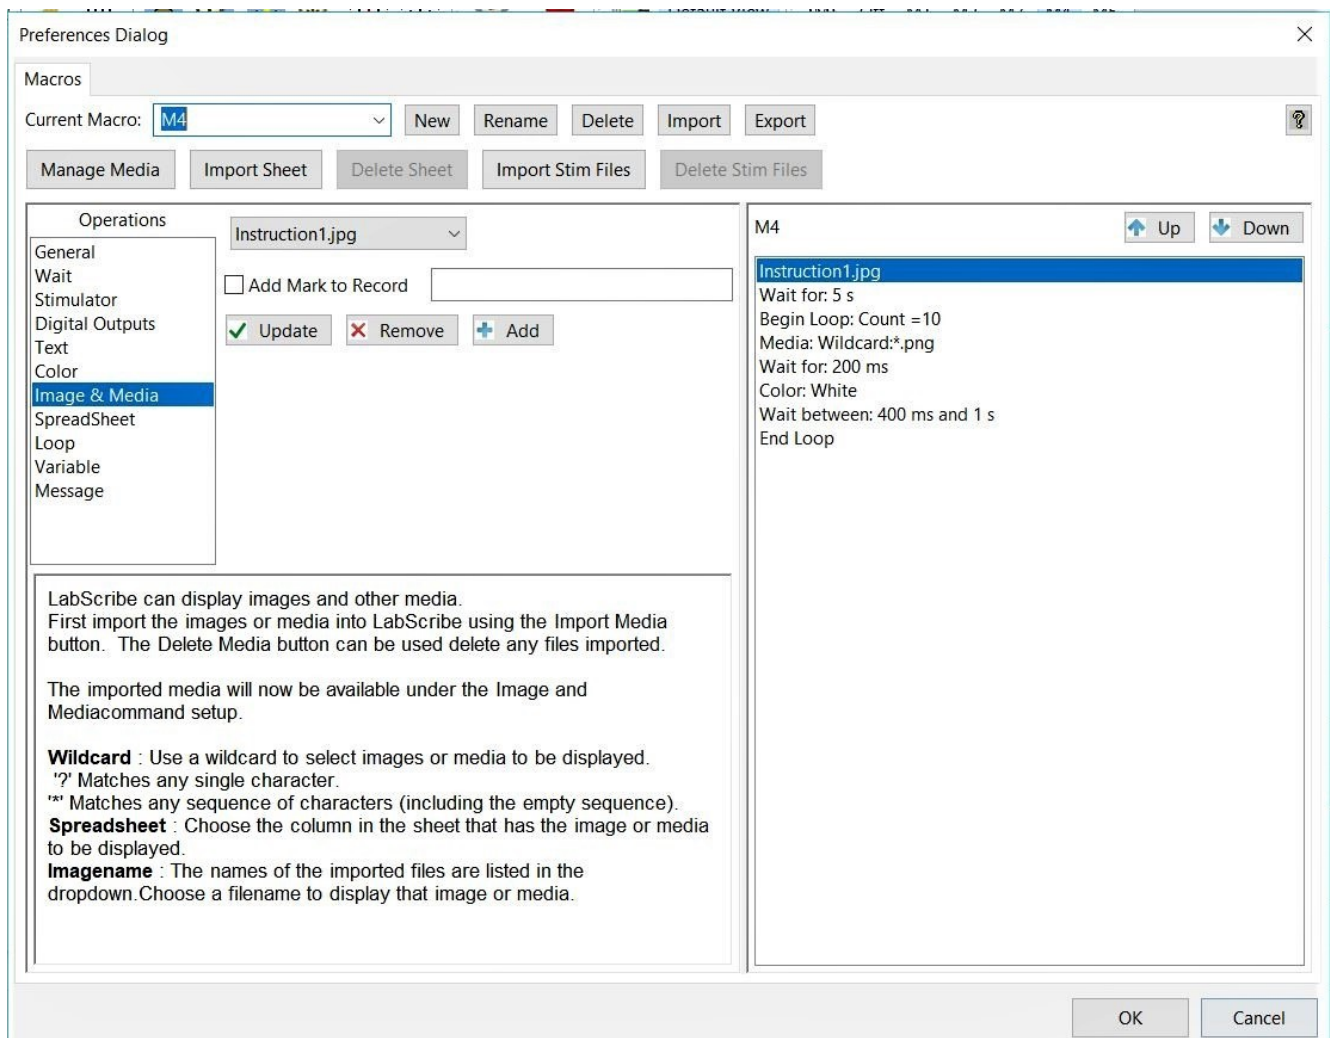 Default View
Preferences Dialog
Macros
Current Macro: M4 New Rename Delete Import Export
Manage Media Import Sheet Delete Sheet Import Stim Files Delete Stim Files
Operations
General
Wait
Stimulator
Digital Outputs
Text
Color
Image & Media
SpreadSheet
Loop
Variable
Message
Instruction1.jpg
Add Mark to Record
Update Remove Add
LabScribe can display images and other media.
First import the images or media into LabScribe using the Import Media
button. The Delete Media button can be used delete any files imported.
The imported media will now be available under the Image and
Mediacommand setup.
Wildcard : Use a wildcard to select images or media to be displayed.
'?' Matches any single character.
'*' Matches any sequence of characters (including the empty sequence).
Spreadsheet : Choose the column in the sheet that has the image or media
to be displayed.
Imagename : The names of the imported files are listed in the
dropdown.Choose a filename to display that image or media.
M4 Up Down
Instruction1.jpg
Wait for: 5 s
Begin Loop: Count =10
Media: Wildcard:*.png
Wait for: 200 ms
Color: White
Wait between: 400 ms and 1 s
End Loop
OK Cancel